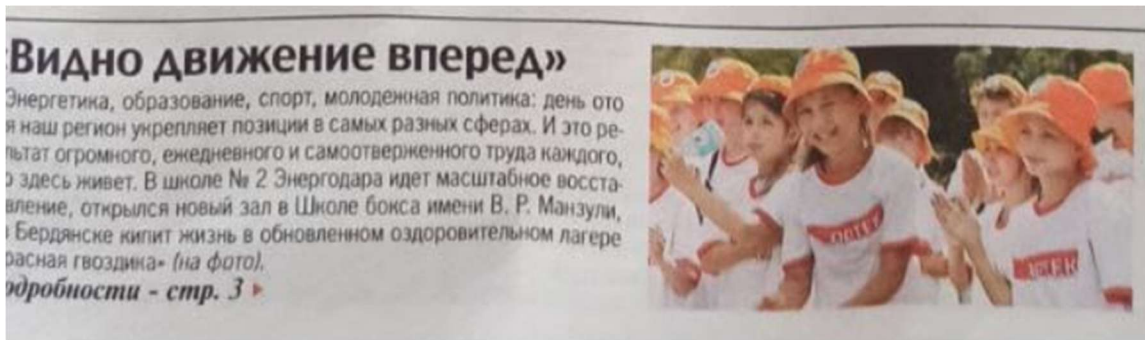 «Видно движение вперед»
Энергетика, образование, спорт, молодежная политика: день ото
я наш регион укрепляет позиции в самых разных сферах. И это ре-
льтат огромного, ежедневного и самоотверженного труда каждого,
о здесь живет. В школе № 2 Энергодара идет масштабное восста-
вление, открылся новый зал в Школе бокса имени В. Р. Манзули,
в Бердянске кипит жизнь в обновленном оздоровительном лагере
расная гвоздика» (на фото).
одробности - стр. 3